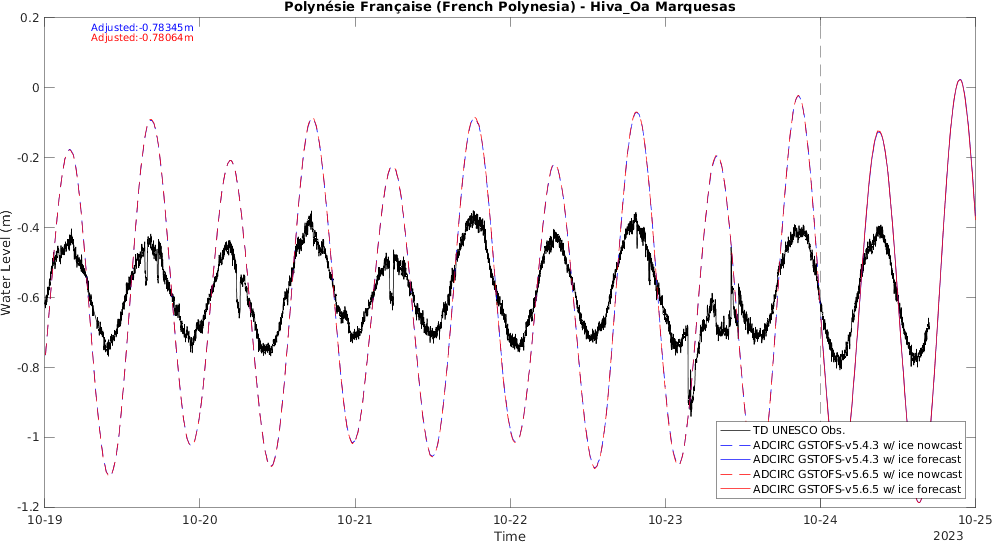 Polynésie Française (French Polynesia) - Hiva_Oa Marquesas
Adjusted:-0.78345m
Adjusted:-0.78064m
Water Level (m)
0.2
0
-0.2
-0.4
-0.6
-0.8
-1
-1.2
TD UNESCO Obs.
ADCIRC GSTOFS-v5.4.3 w/ ice nowcast
ADCIRC GSTOFS-v5.4.3 w/ ice forecast
ADCIRC GSTOFS-v5.6.5 w/ ice nowcast
ADCIRC GSTOFS-v5.6.5 w/ ice forecast
10-19 10-20 10-21 10-22 10-23 10-24 10-25
Time
2023